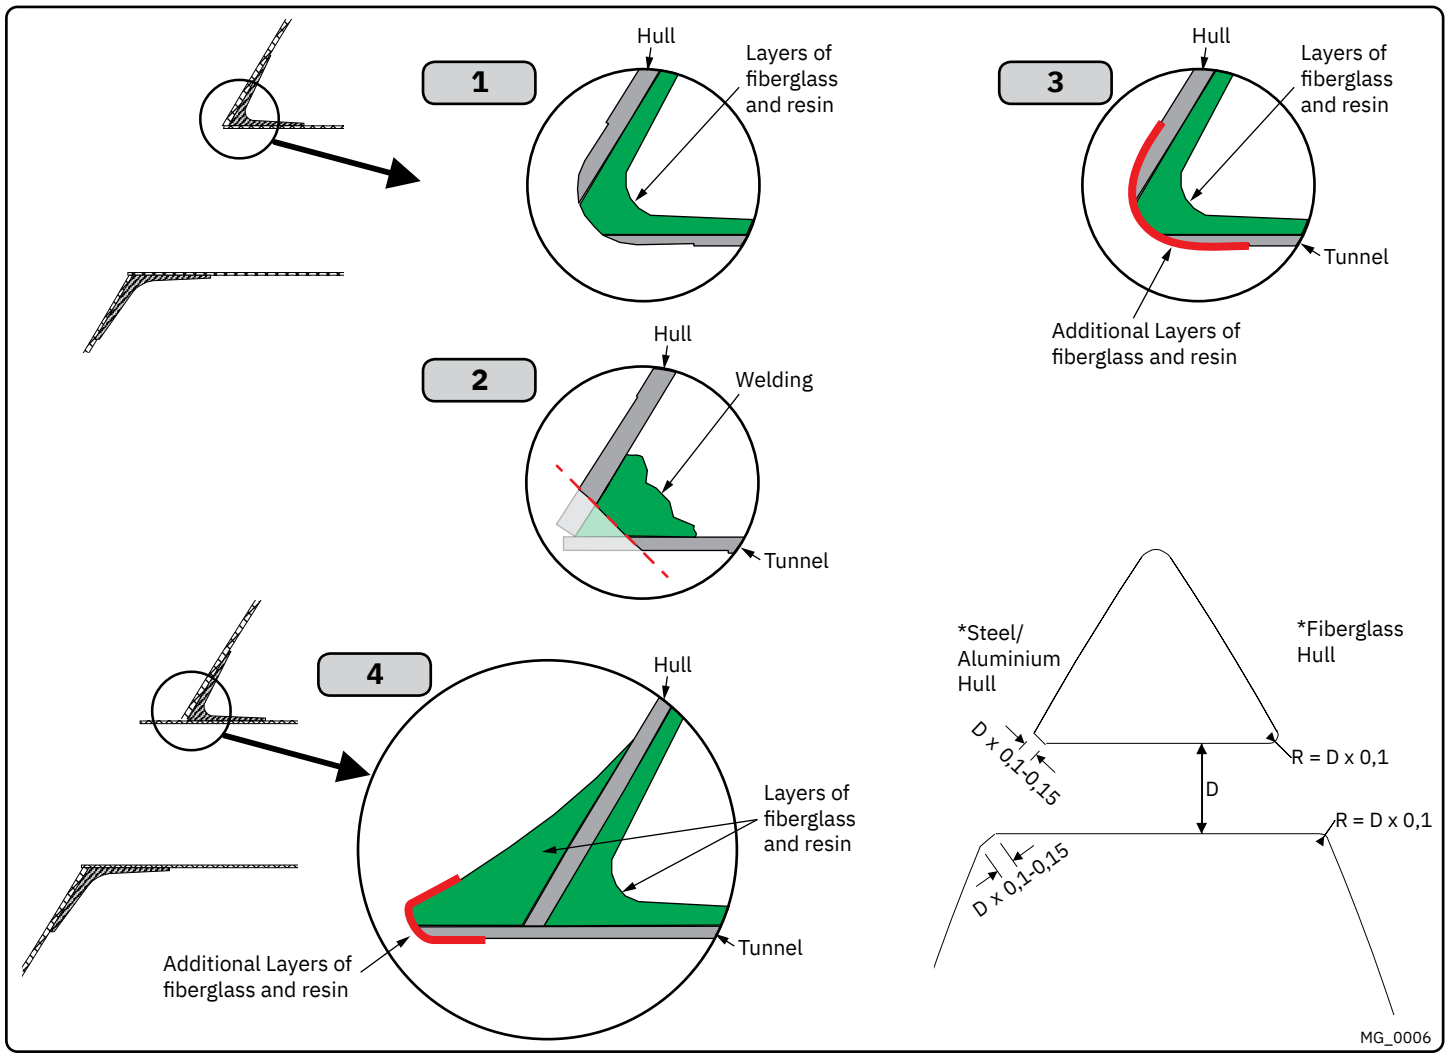 1
Hull
Layers of
fiberglass
and resin
3
Hull
Layers of
fiberglass
and resin
Tunnel
Additional Layers of
fiberglass and resin
2
Hull
Welding
Tunnel
4
Hull
Layers of
fiberglass
and resin
Tunnel
Additional Layers of
fiberglass and resin
*Steel/
Aluminium
Hull
*Fiberglass
Hull
D x 0,1-0,15
R = D x 0,1
D
R = D x 0,1
D x 0,1-0,15
MG_0006